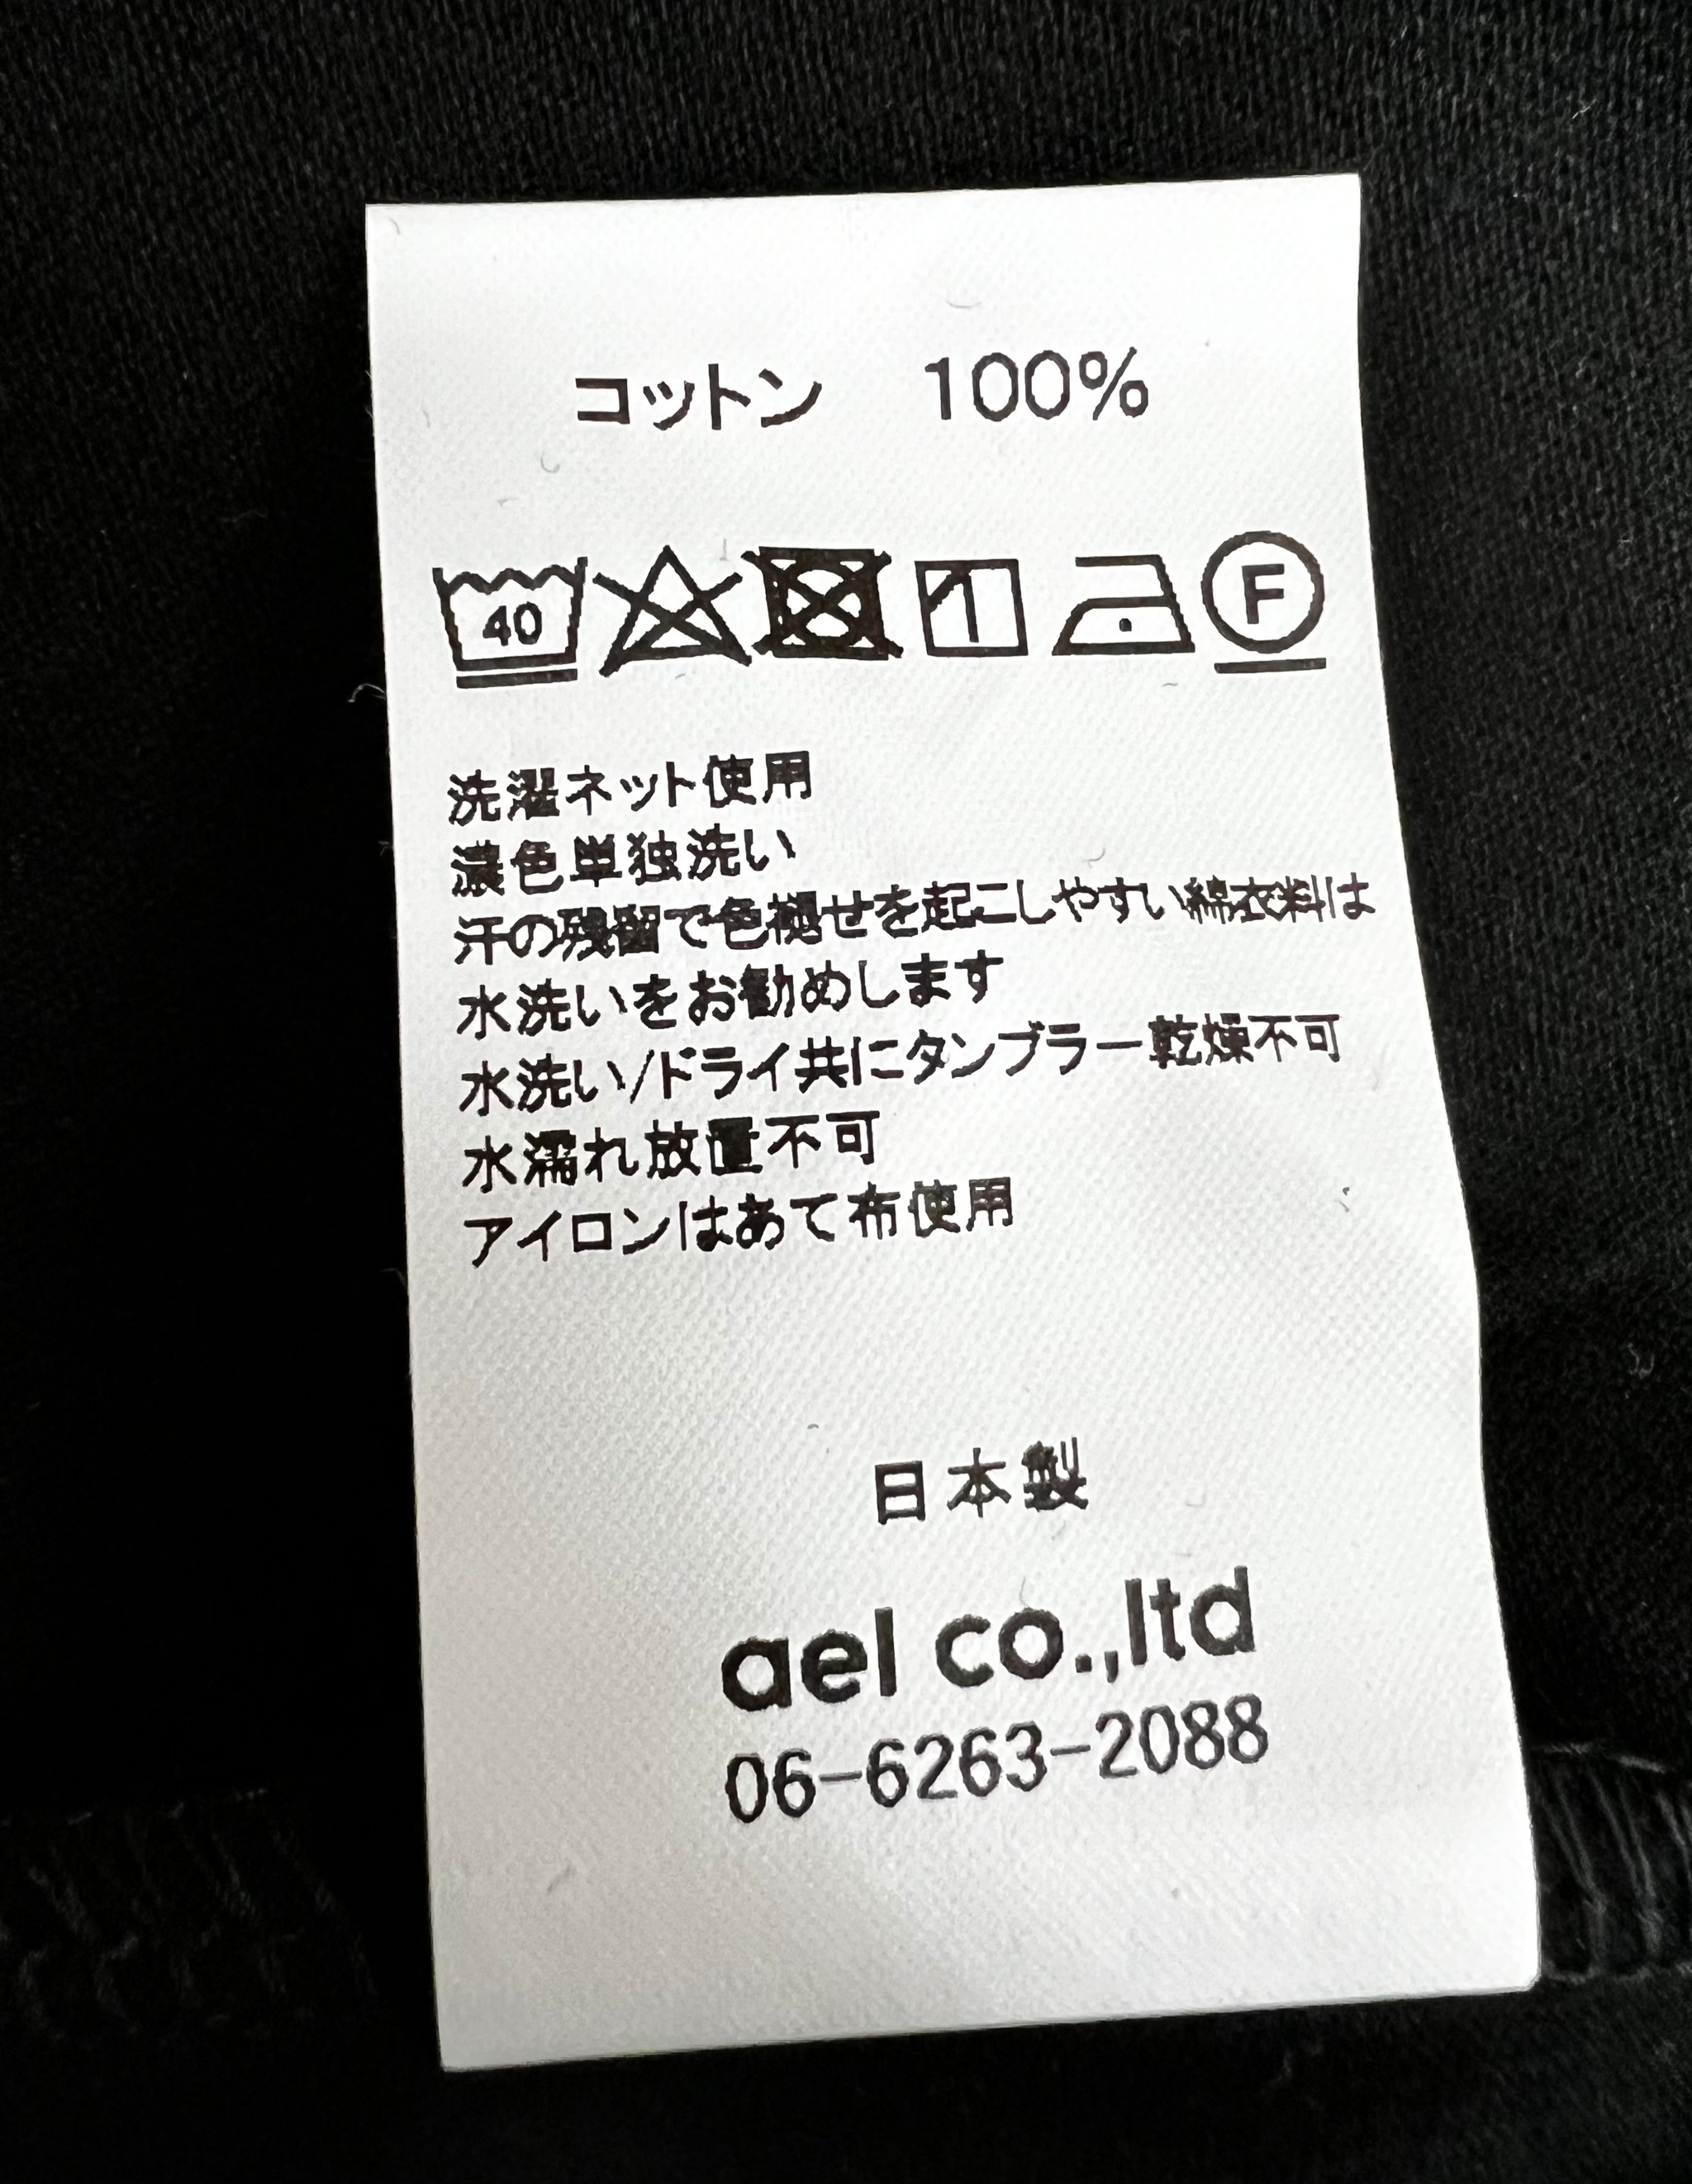 コットン 100%
40 F
洗濯ネット使用
濃色単独洗い
汗の残留で色褪せを起こしやすい綿衣料は
水洗いをお勧めします
水洗い/ドライ共にタンブラー乾燥不可
水濡れ放置不可
アイロンはあて布使用
日本製
ael co.,ltd
06-6263-2088